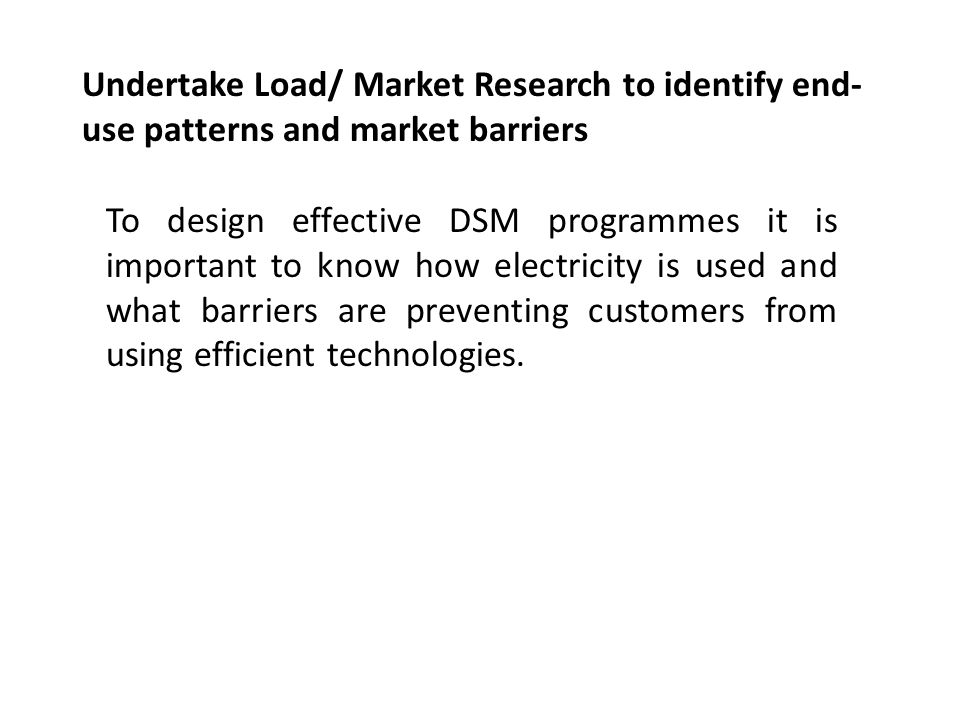 Undertake Load/ Market Research to identify end-
use patterns and market barriers
To design effective DSM programmes it is
important to know how electricity is used and
what barriers are preventing customers from
using efficient technologies.